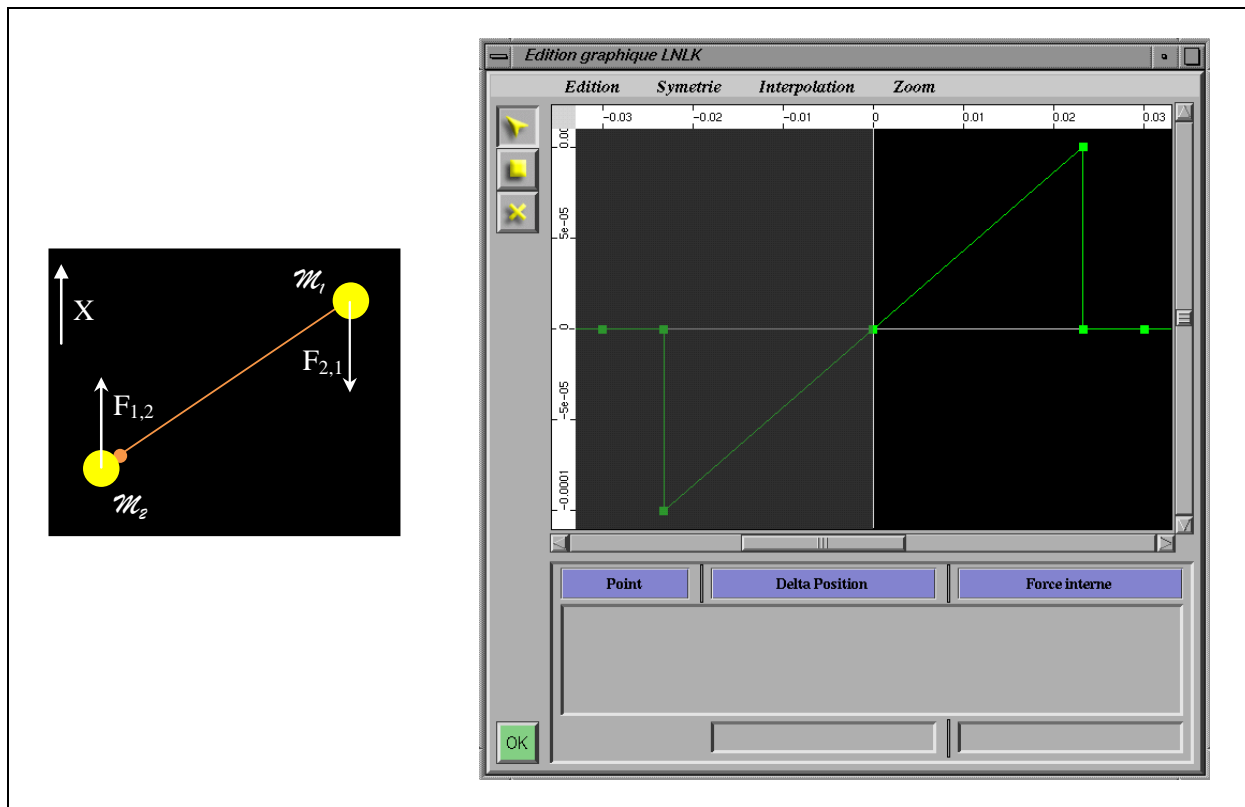 X
M1
F2,1
F1,2
M2
Edition graphique LNLK
Edition Symetrie Interpolation Zoom
-0.03 -0.02 -0.01 0 0.01 0.02 0.03
0.00
5e-05
0
-5e-05
-0.0001
Point Delta Position Force interne
OK